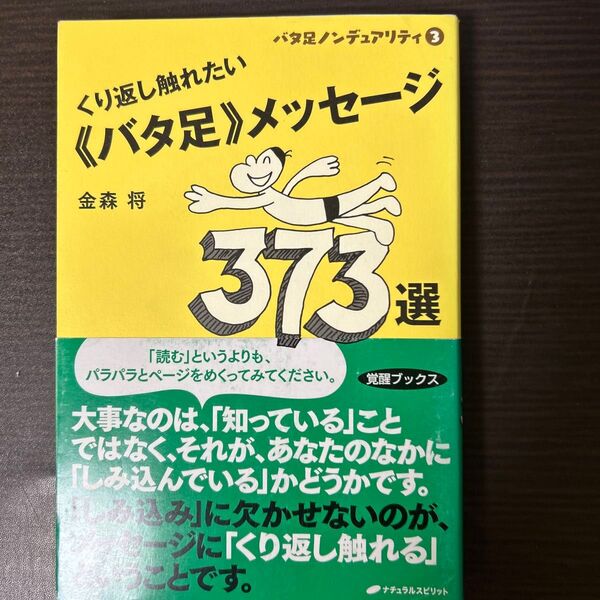 バタ足ノンデュアリティ3
くり返し触れたい
《バタ足》メッセージ
金森 将
373選
「読む」というよりも、
パラパラとページをめくってみてください。
覚醒ブックス
大事なのは、「知っている」こと
ではなく、それが、あなたのなかに
「しみ込んでいる」かどうかです。
「しみ込み」に欠かせないのが、
メッセージに「くり返し触れる」
ということです。
ナチュラルスピリット